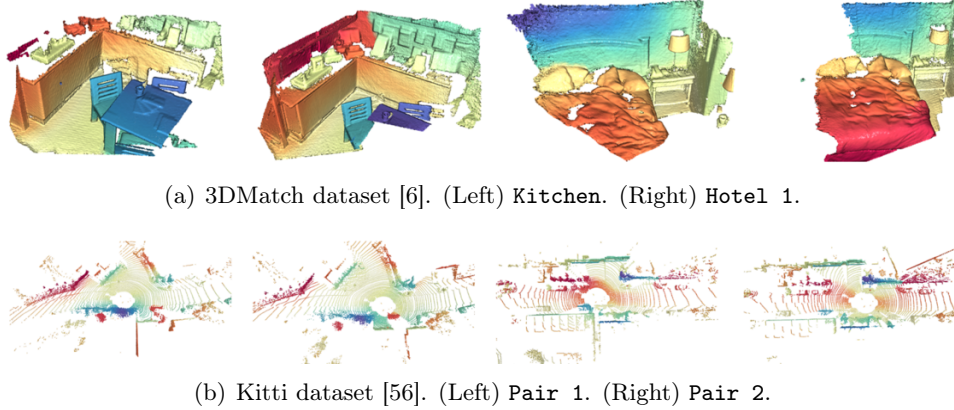 (a) 3DMatch dataset [6]. (Left) Kitchen. (Right) Hotel 1.
(b) Kitti dataset [56]. (Left) Pair 1. (Right) Pair 2.